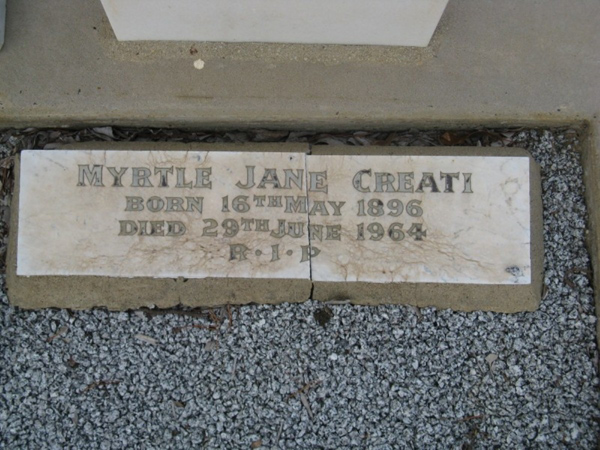 MYRTLE JANE CREATI
BORN 16TH MAY 1896
DIED 29TH JUNE 1964
R·I·P